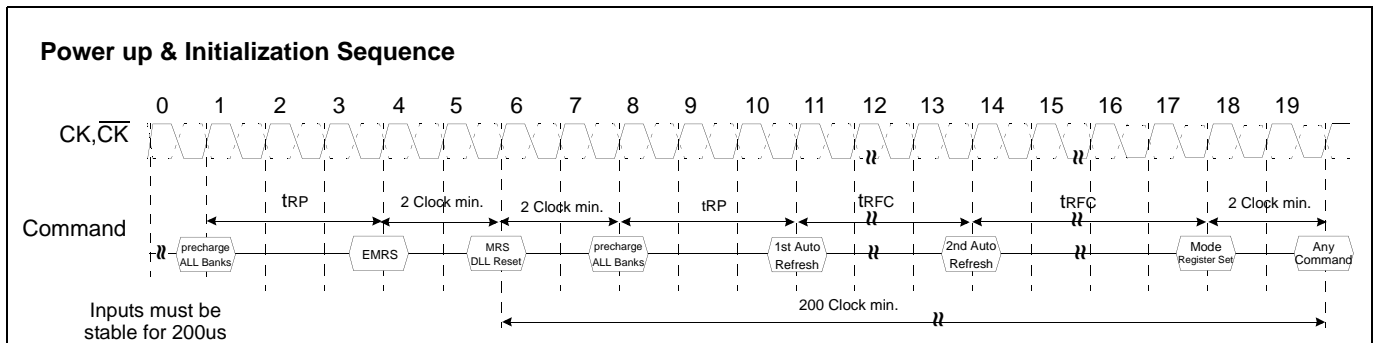 Power up & Initialization Sequence
0 1 2 3 4 5 6 7 8 9 10 11 12 13 14 15 16 17 18 19
CK,C̅K̅
tRP
2 Clock min.
2 Clock min.
tRP
tRFC
tRFC
2 Clock min.
Command
precharge
ALL Banks
EMRS
MRS
DLL Reset
precharge
ALL Banks
1st Auto
Refresh
2nd Auto
Refresh
Mode
Register Set
Any
Command
200 Clock min.
Inputs must be
stable for 200us